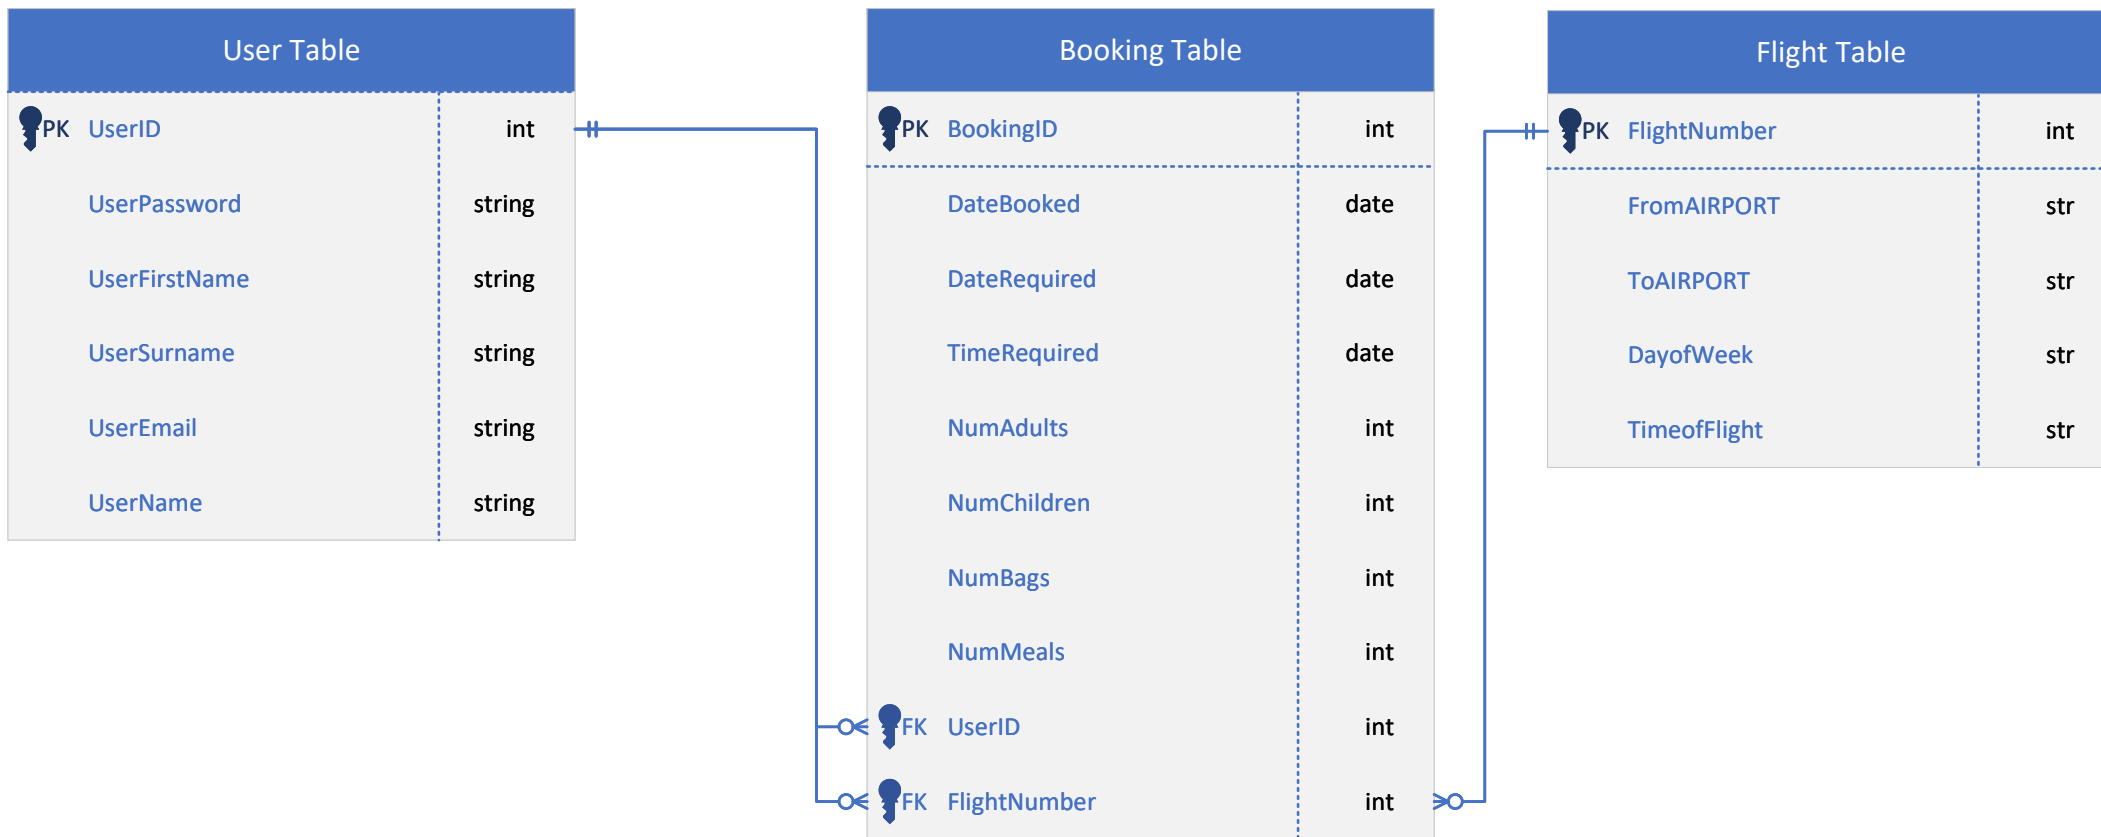 User Table
PK UserID int
UserPassword string
UserFirstName string
UserSurname string
UserEmail string
UserName string
Booking Table
PK BookingID int
DateBooked date
DateRequired date
TimeRequired date
NumAdults int
NumChildren int
NumBags int
NumMeals int
FK UserID int
FK FlightNumber int
Flight Table
PK FlightNumber int
FromAIRPORT str
ToAIRPORT str
DayofWeek str
TimeofFlight str